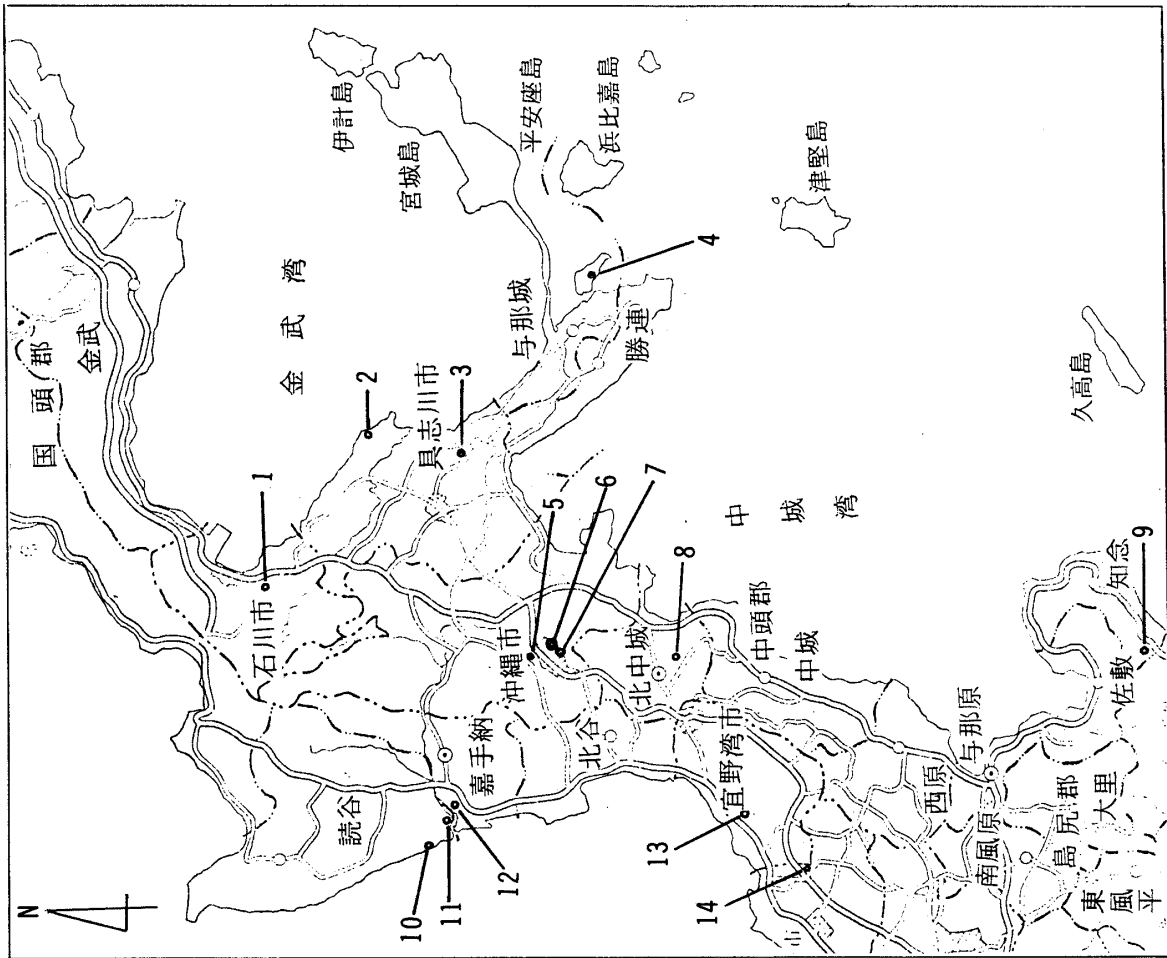 N
国頭郡
金武
金武湾
伊計島
宮城島
平安座島
浜比嘉島
津堅島
久高島
与那城
勝連
具志川市
石川市
沖縄市
嘉手納
読谷
北谷
北中城
中城湾
中頭郡
中城
宜野湾市
西原
与那原
南風原
島尻郡
大里
東風平
佐敷
知念
1
2
3
4
5
6
7
8
9
10
11
12
13
14